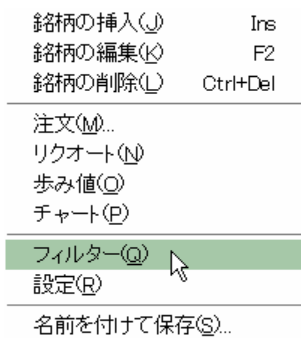 銘柄の挿入(J) Ins
銘柄の編集(K) F2
銘柄の削除(L) Ctrl+Del
注文(M)...
リクオート(N)
歩み値(O)
チャート(P)
フィルター(Q)
設定(R)
名前を付けて保存(S)...